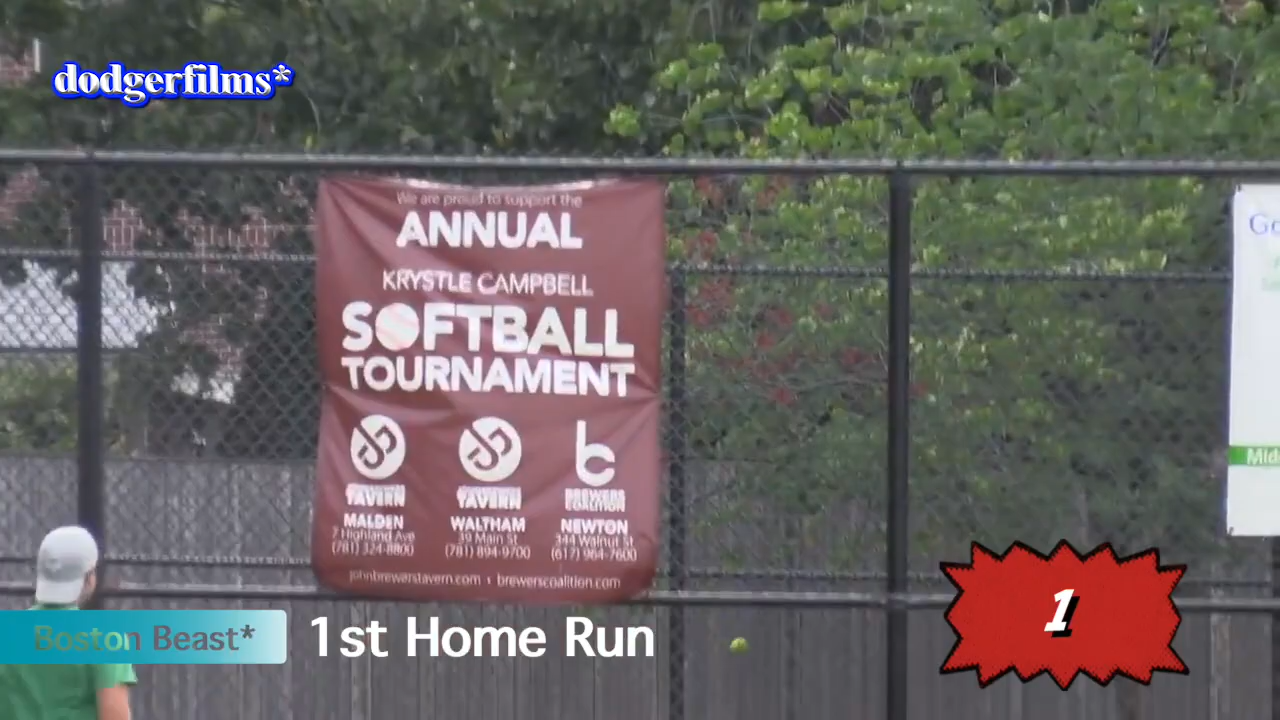 dodgerfilms*
We are proud to support the
ANNUAL
KRYSTLE CAMPBELL
SOFTBALL
TOURNAMENT
TAVERN
TAVERN
BREWERS
COALITION
MALDEN
7 Highland Ave
(781) 324-8800
WALTHAM
39 Main St
(781) 894-9700
NEWTON
344 Walnut St
(617) 964-7600
johnbrewerstavern.com • brewerscoalition.com
Go
Boston Beast*
1st Home Run
1